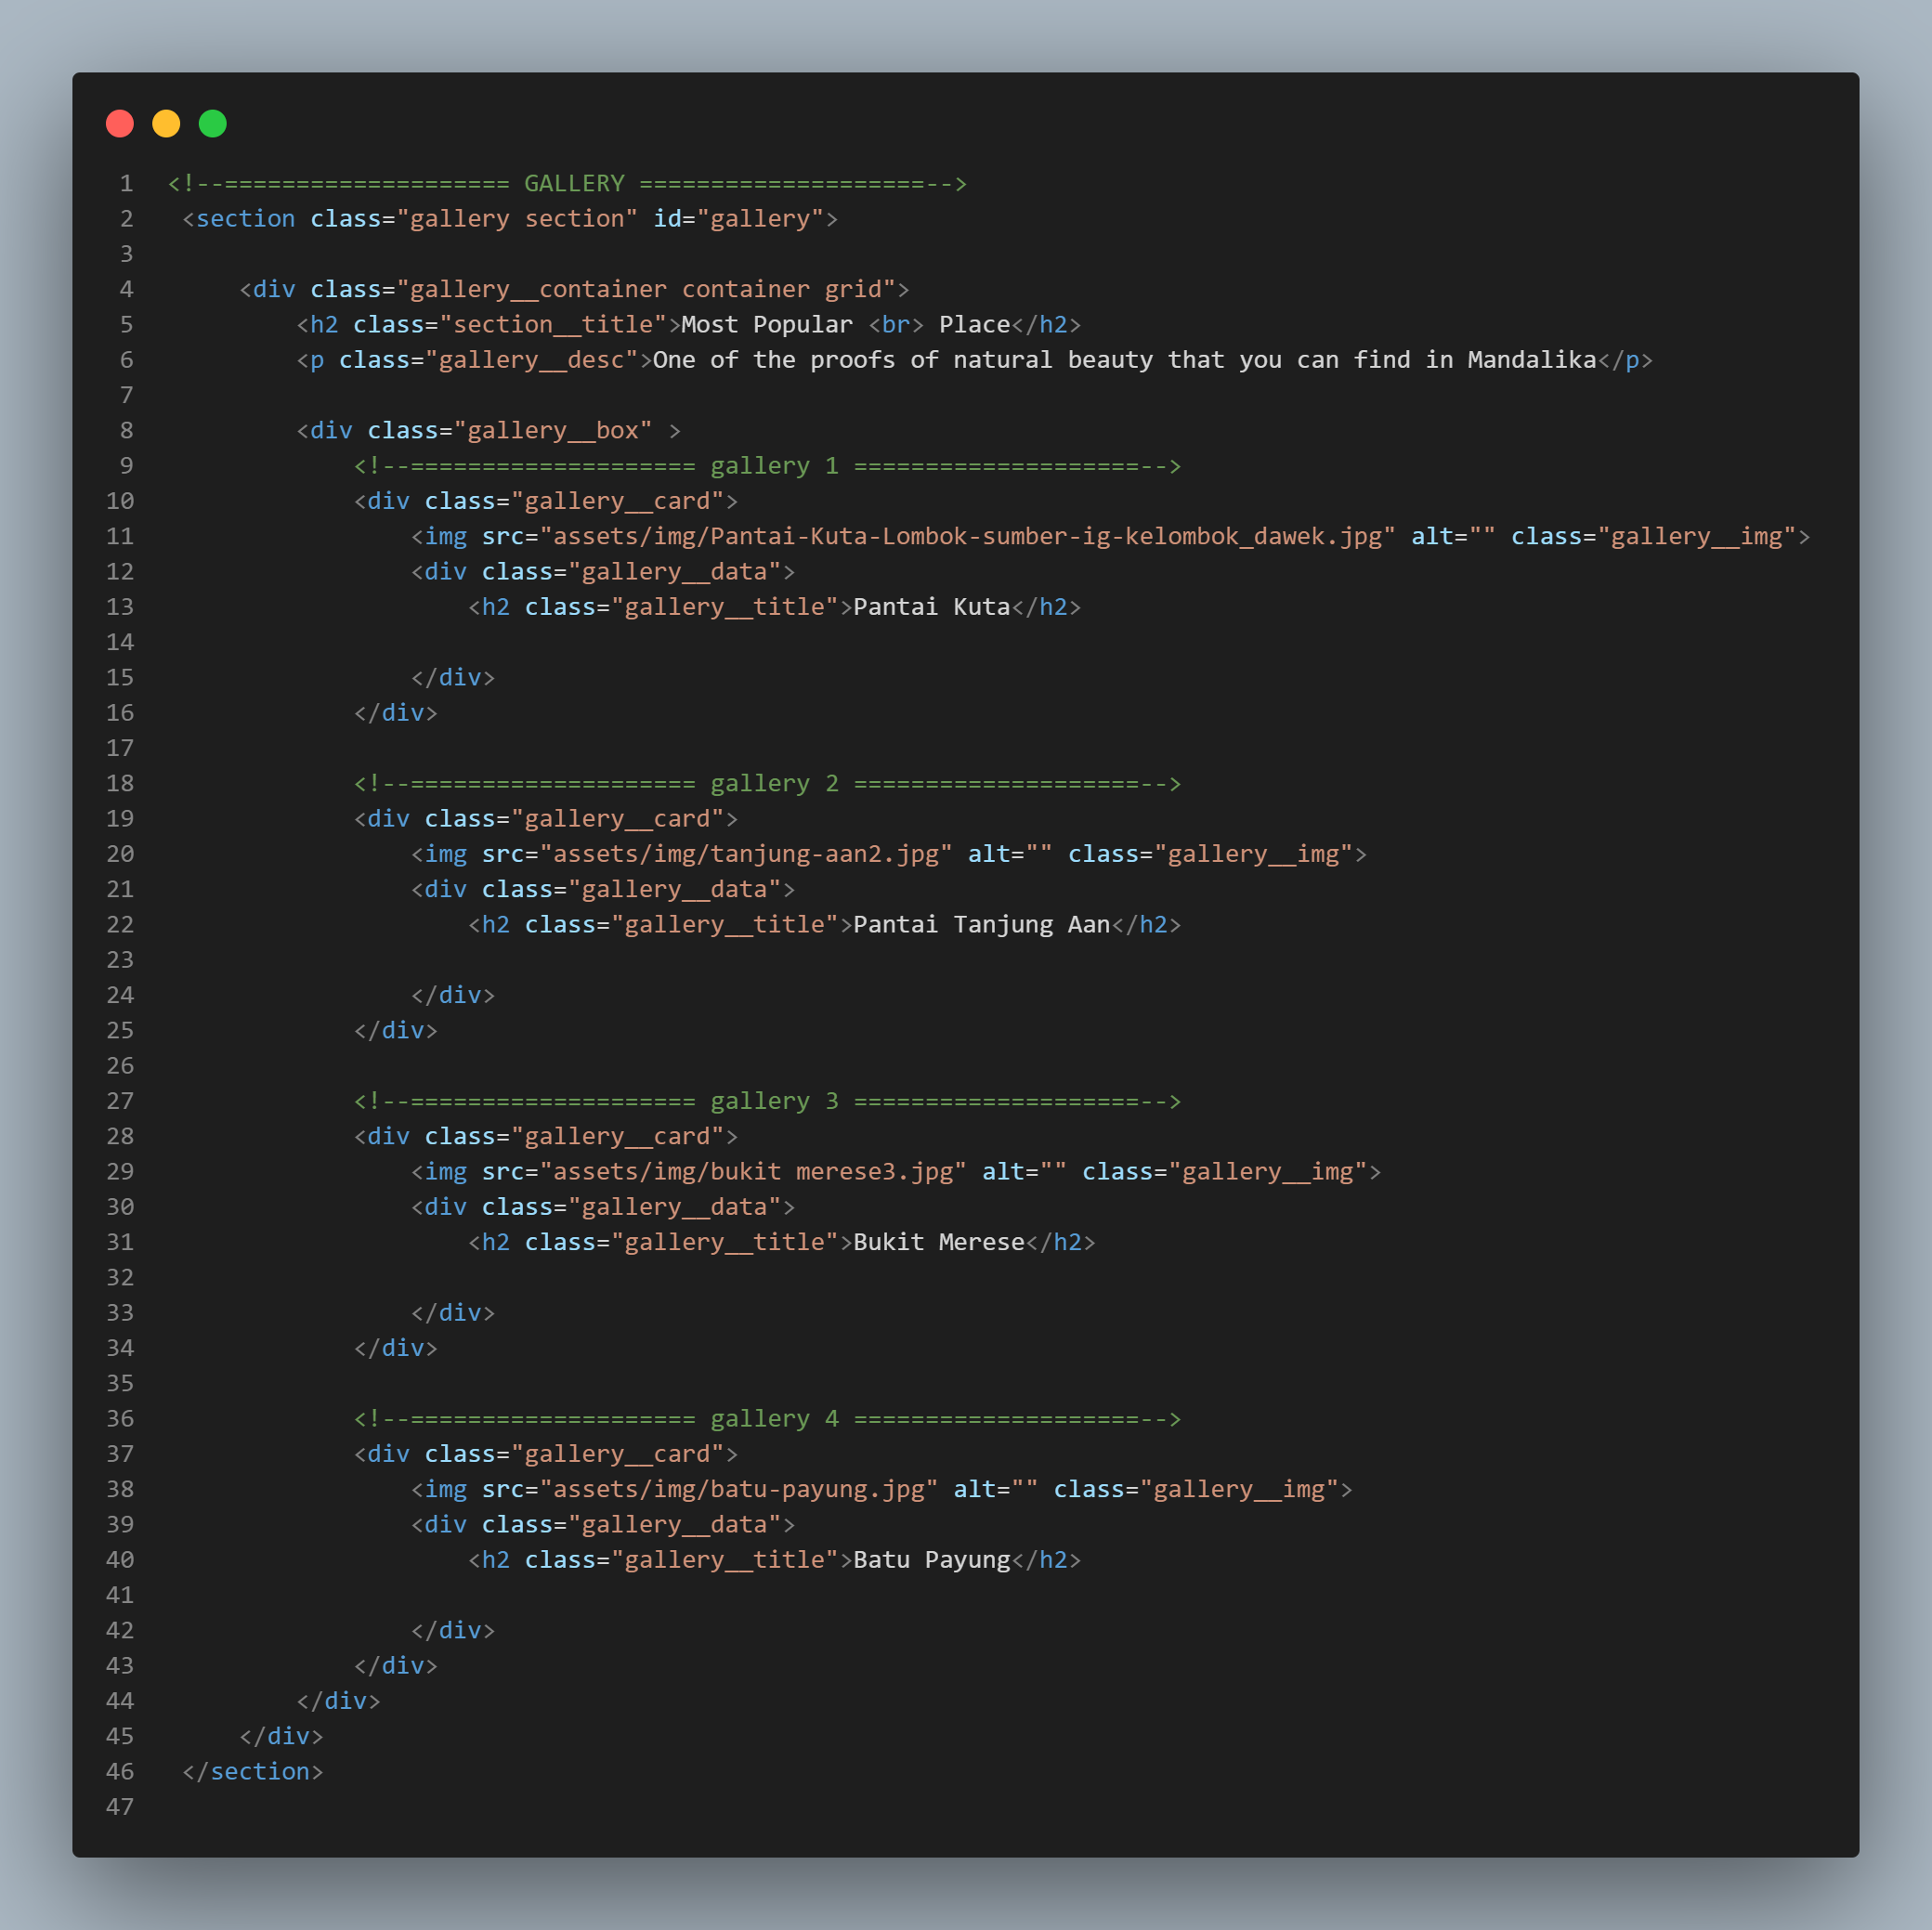 1 <!--==================== GALLERY ====================-->
2 <section class="gallery section" id="gallery">
3
4 <div class="gallery__container container grid">
5 <h2 class="section__title">Most Popular <br> Place</h2>
6 <p class="gallery__desc">One of the proofs of natural beauty that you can find in Mandalika</p>
7
8 <div class="gallery__box" >
9 <!--==================== gallery 1 ====================-->
10 <div class="gallery__card">
11 <img src="assets/img/Pantai-Kuta-Lombok-sumber-ig-kelombok_dawek.jpg" alt="" class="gallery__img">
12 <div class="gallery__data">
13 <h2 class="gallery__title">Pantai Kuta</h2>
14
15 </div>
16 </div>
17
18 <!--==================== gallery 2 ====================-->
19 <div class="gallery__card">
20 <img src="assets/img/tanjung-aan2.jpg" alt="" class="gallery__img">
21 <div class="gallery__data">
22 <h2 class="gallery__title">Pantai Tanjung Aan</h2>
23
24 </div>
25 </div>
26
27 <!--==================== gallery 3 ====================-->
28 <div class="gallery__card">
29 <img src="assets/img/bukit merese3.jpg" alt="" class="gallery__img">
30 <div class="gallery__data">
31 <h2 class="gallery__title">Bukit Merese</h2>
32
33 </div>
34 </div>
35
36 <!--==================== gallery 4 ====================-->
37 <div class="gallery__card">
38 <img src="assets/img/batu-payung.jpg" alt="" class="gallery__img">
39 <div class="gallery__data">
40 <h2 class="gallery__title">Batu Payung</h2>
41
42 </div>
43 </div>
44 </div>
45 </div>
46 </section>
47